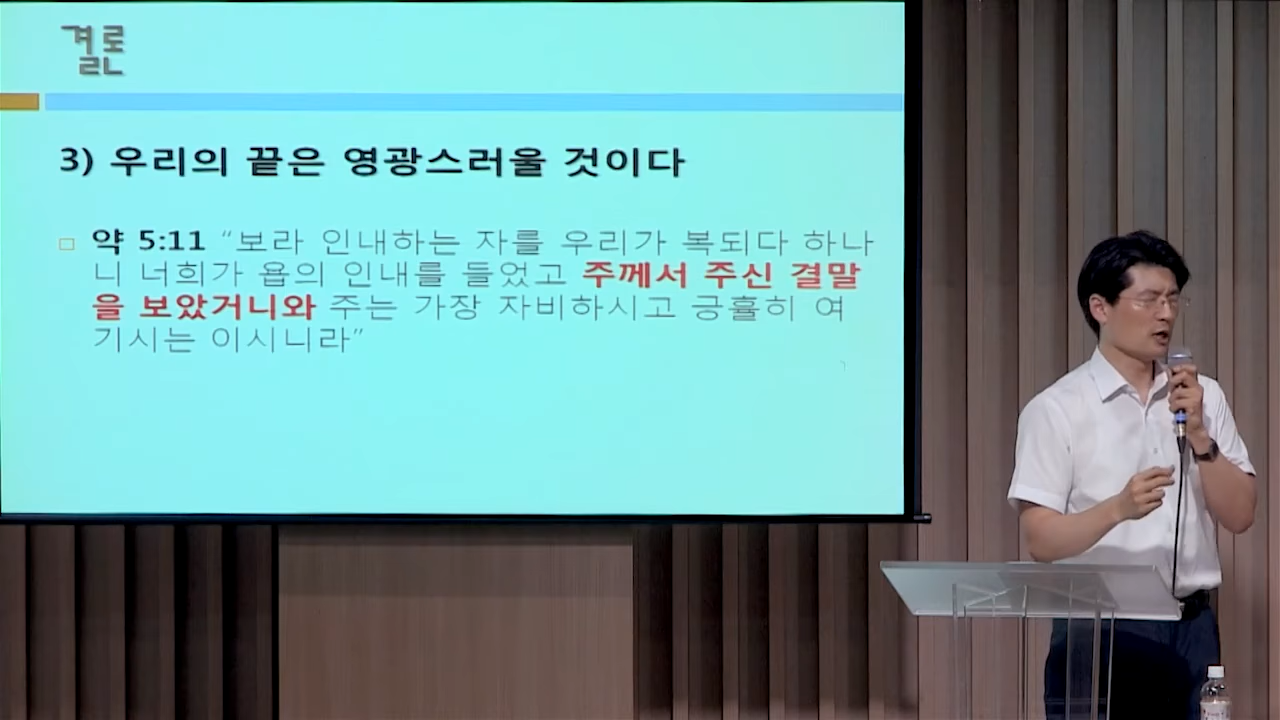 결론
3) 우리의 끝은 영광스러울 것이다
약 5:11 “보라 인내하는 자를 우리가 복되다 하나
니 너희가 욥의 인내를 들었고 주께서 주신 결말
을 보았거니와 주는 가장 자비하시고 긍휼히 여
기시는 이시니라”